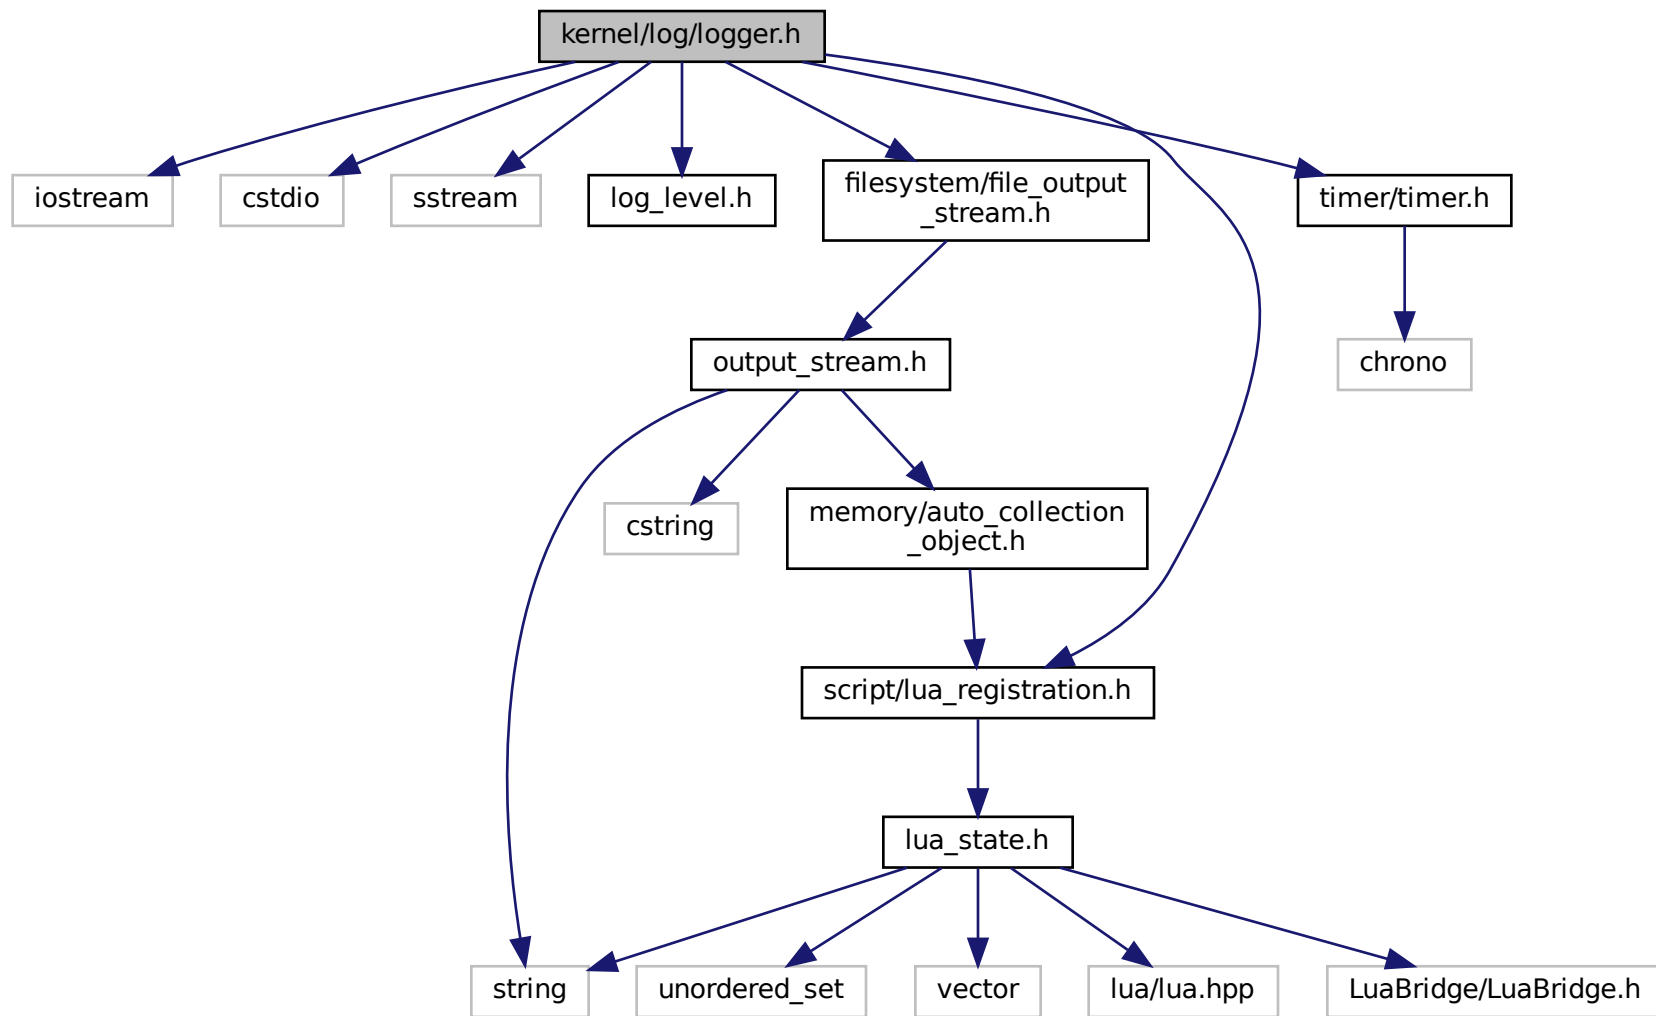 kernel/log/logger.h
iostream
cstdio
sstream
log_level.h
filesystem/file_output
_stream.h
timer/timer.h
output_stream.h
chrono
cstring
memory/auto_collection
_object.h
script/lua_registration.h
lua_state.h
string
unordered_set
vector
lua/lua.hpp
LuaBridge/LuaBridge.h